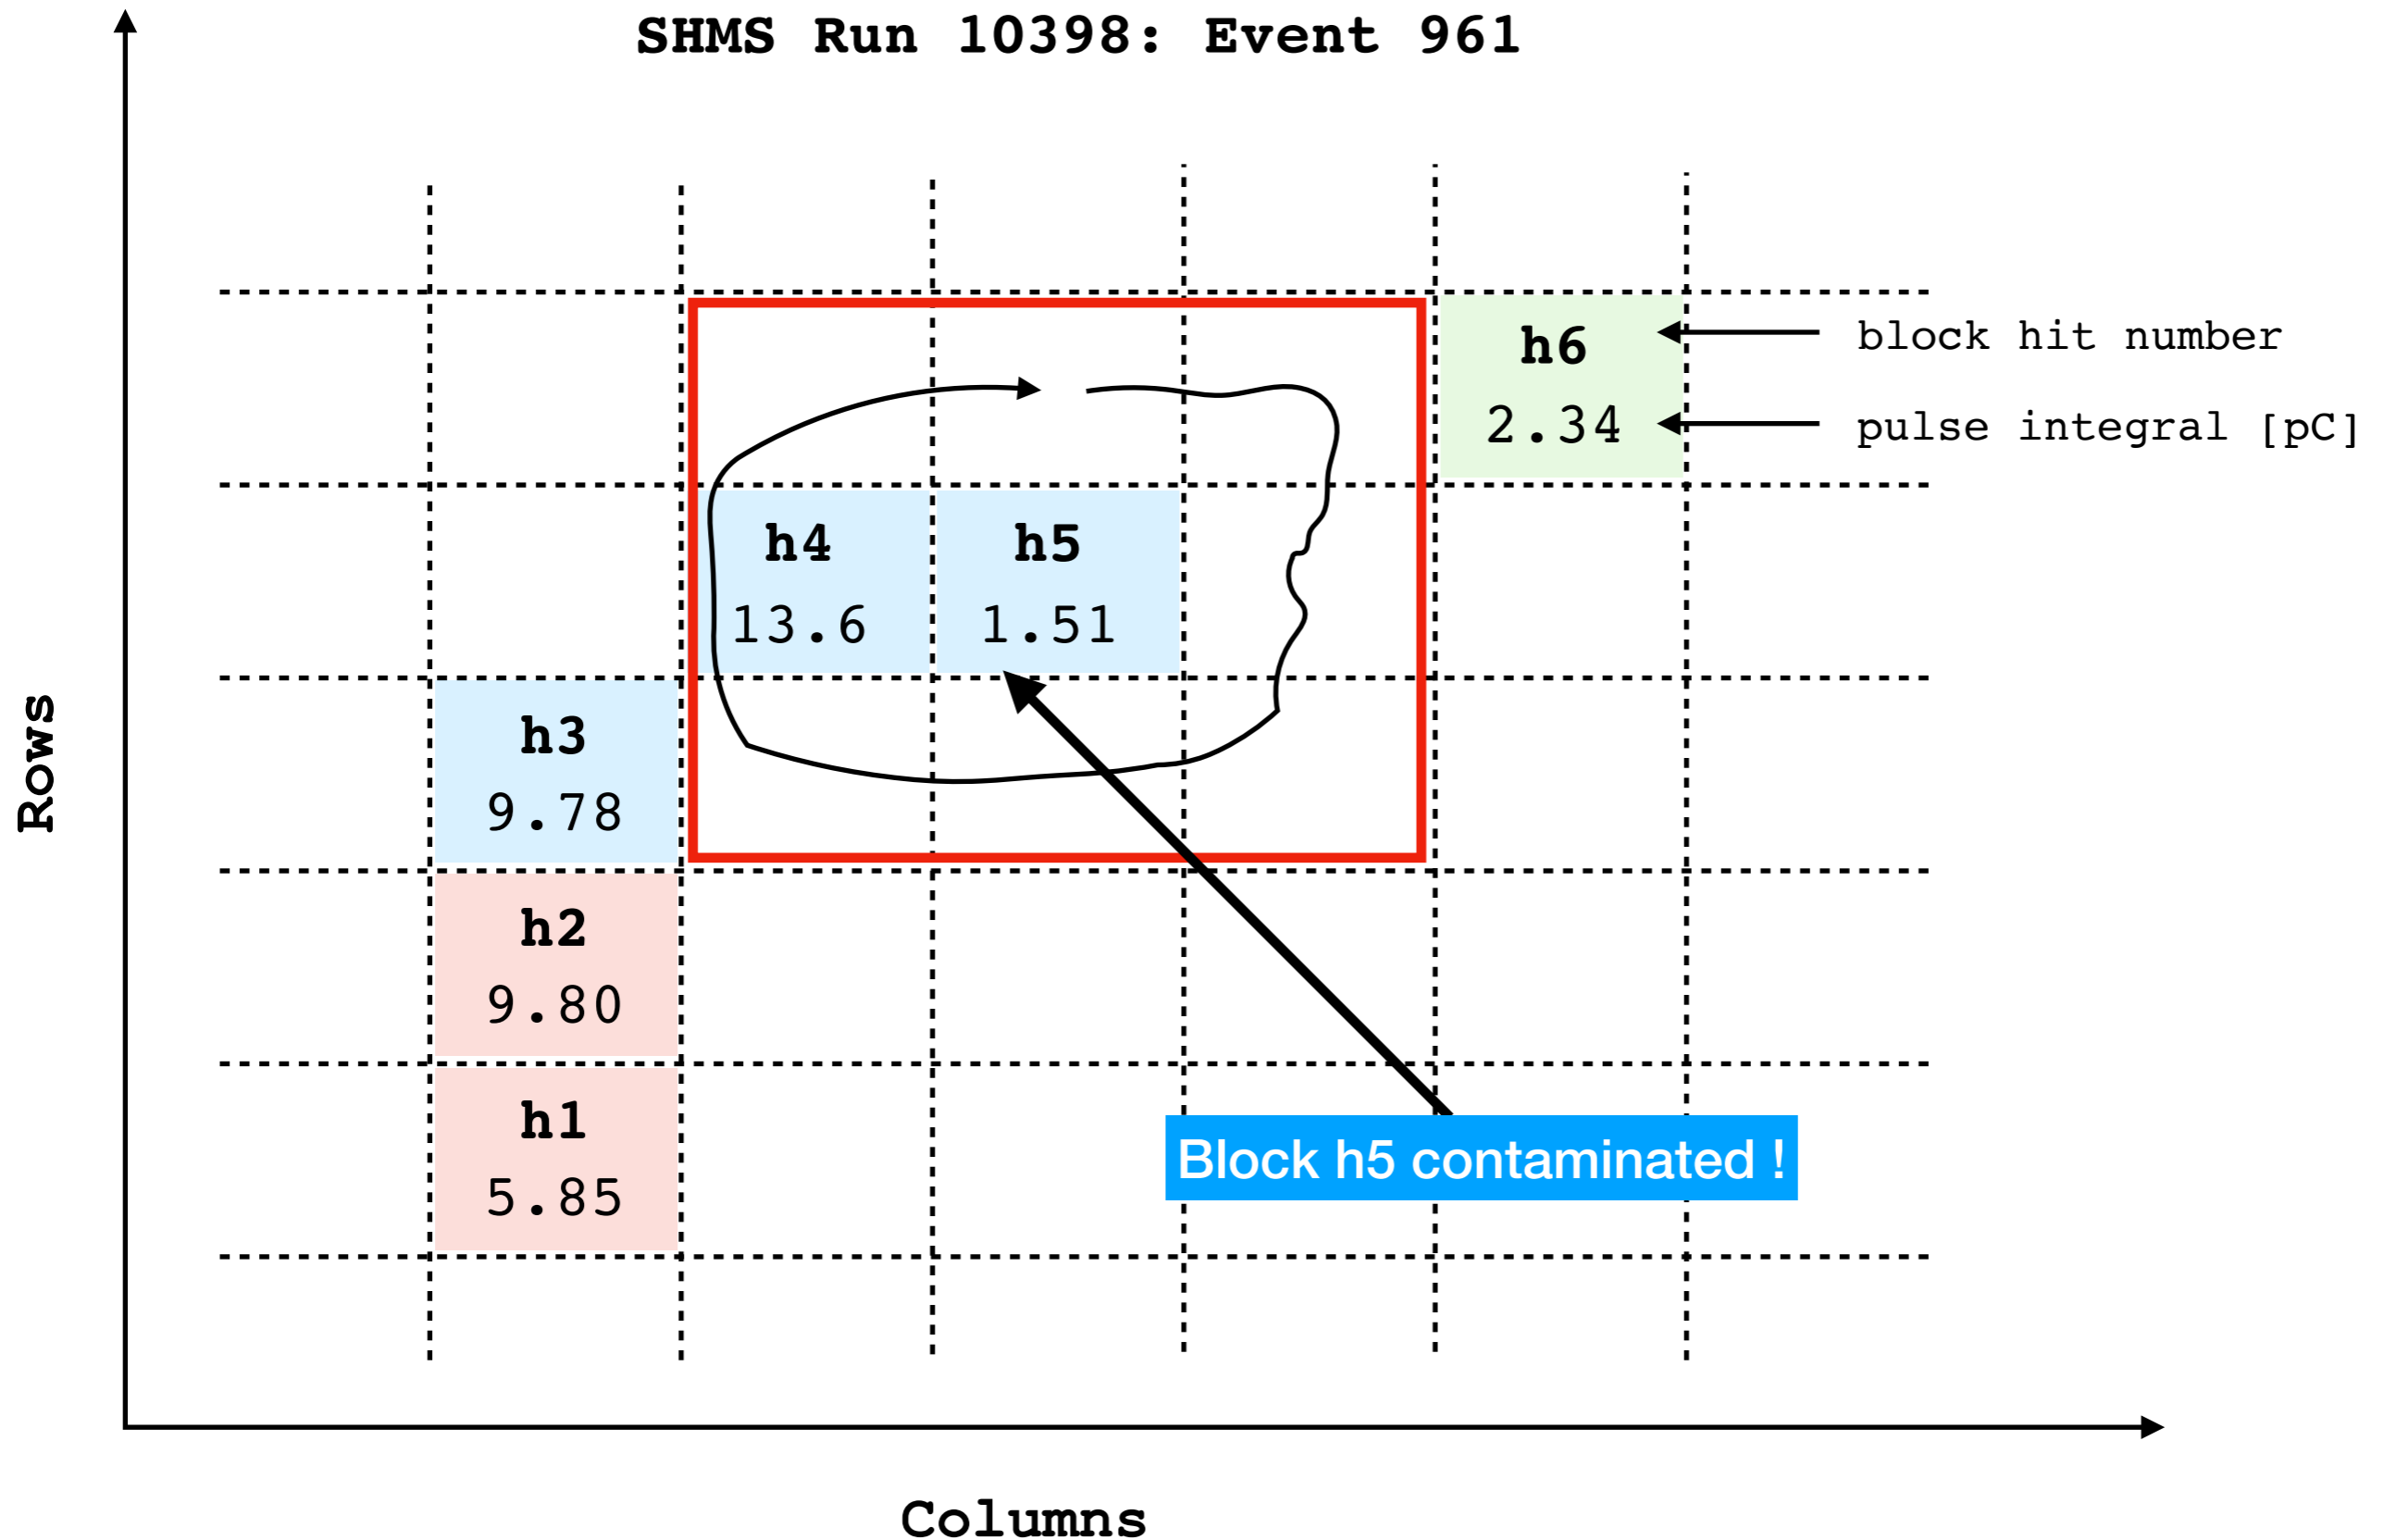 SHMS Run 10398: Event 961
h6
block hit number
2.34
pulse integral [pC]
h4
h5
13.6
1.51
h3
9.78
h2
9.80
h1
5.85
Block h5 contaminated !
Rows
Columns